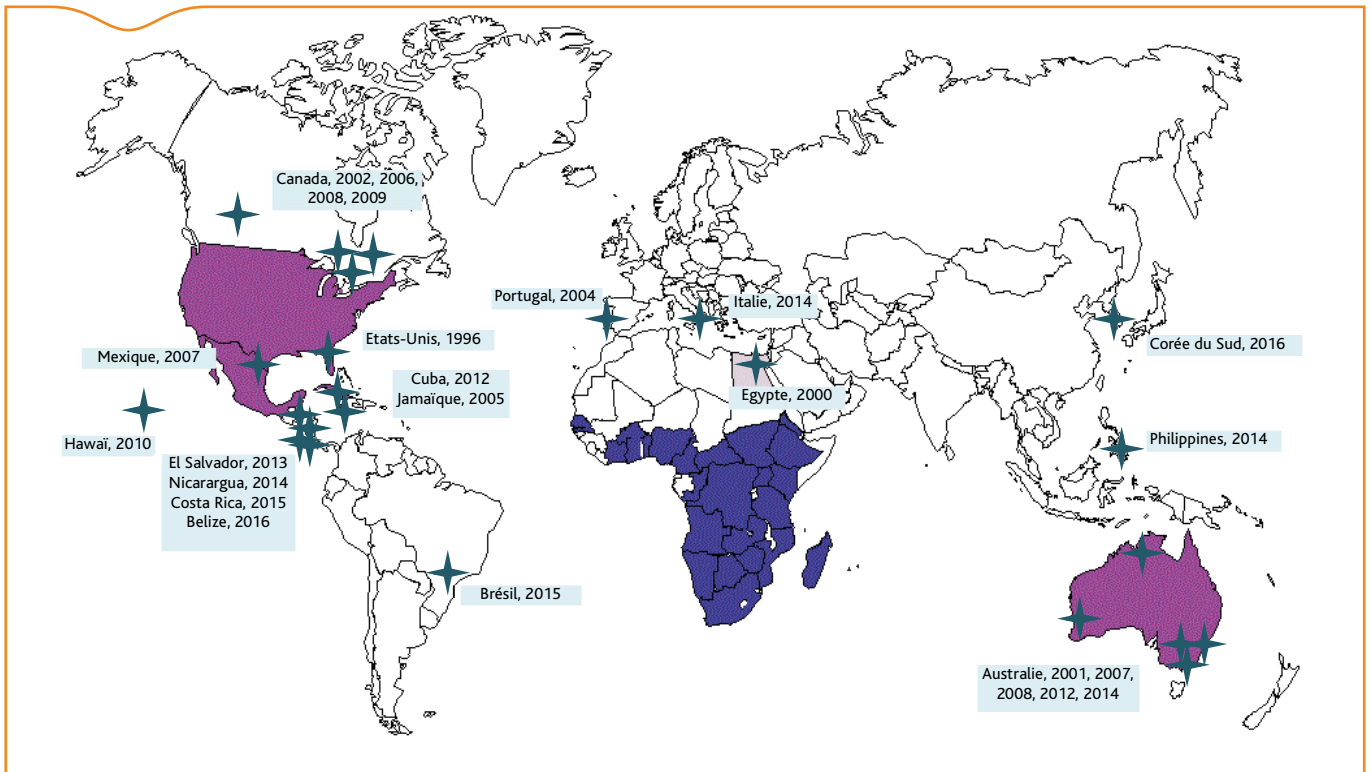 Canada, 2002, 2006,
2008, 2009
Portugal, 2004
Italie, 2014
Etats-Unis, 1996
Mexique, 2007
Corée du Sud, 2016
Cuba, 2012
Jamaïque, 2005
Egypte, 2000
Hawaï, 2010
Philippines, 2014
El Salvador, 2013
Nicarargua, 2014
Costa Rica, 2015
Belize, 2016
Brésil, 2015
Australie, 2001, 2007,
2008, 2012, 2014